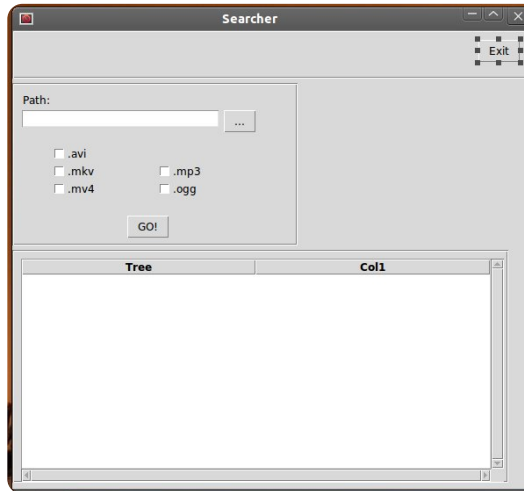 Searcher
Exit
Path:
...
.avi
.mkv .mp3
.mv4 .ogg
GO!
Tree Col1